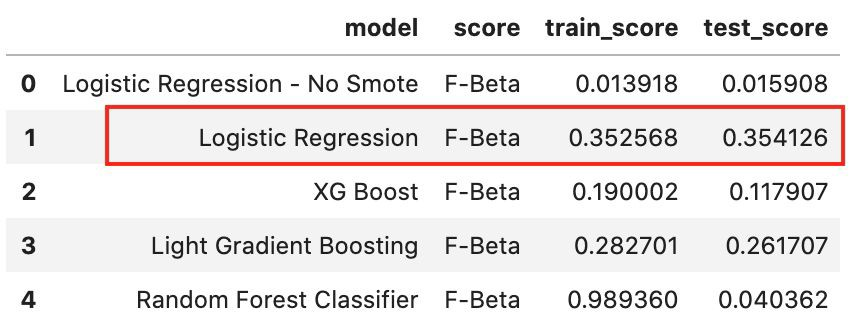 model score train_score test_score
0 Logistic Regression - No Smote F-Beta 0.013918 0.015908
1 Logistic Regression F-Beta 0.352568 0.354126
2 XG Boost F-Beta 0.190002 0.117907
3 Light Gradient Boosting F-Beta 0.282701 0.261707
4 Random Forest Classifier F-Beta 0.989360 0.040362